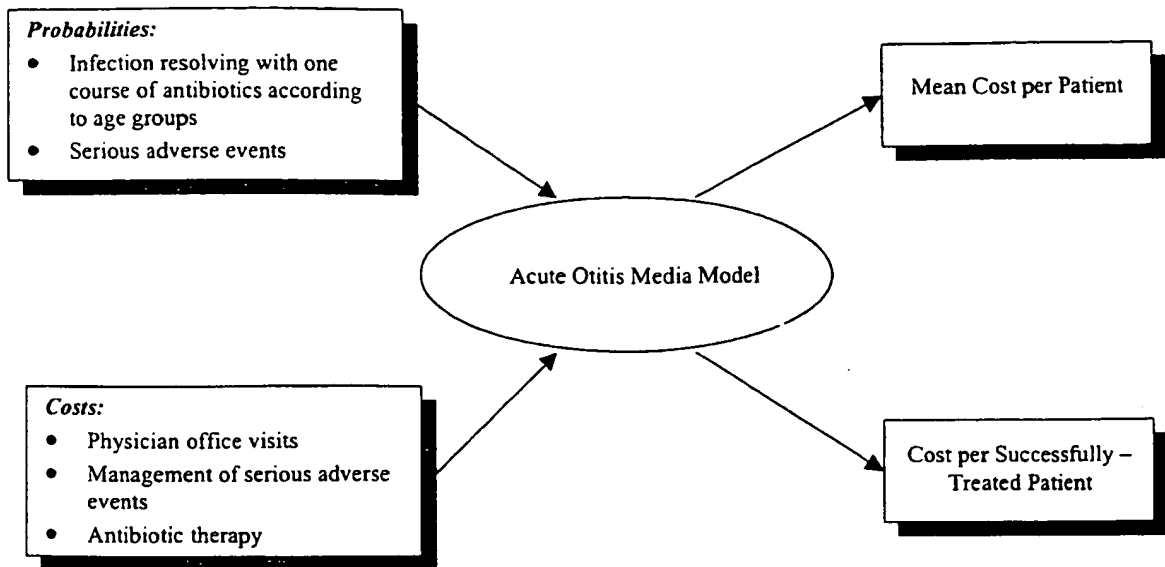 Probabilities:
• Infection resolving with one
course of antibiotics according
to age groups
• Serious adverse events
Mean Cost per Patient
Acute Otitis Media Model
Costs:
• Physician office visits
• Management of serious adverse
events
• Antibiotic therapy
Cost per Successfully –
Treated Patient